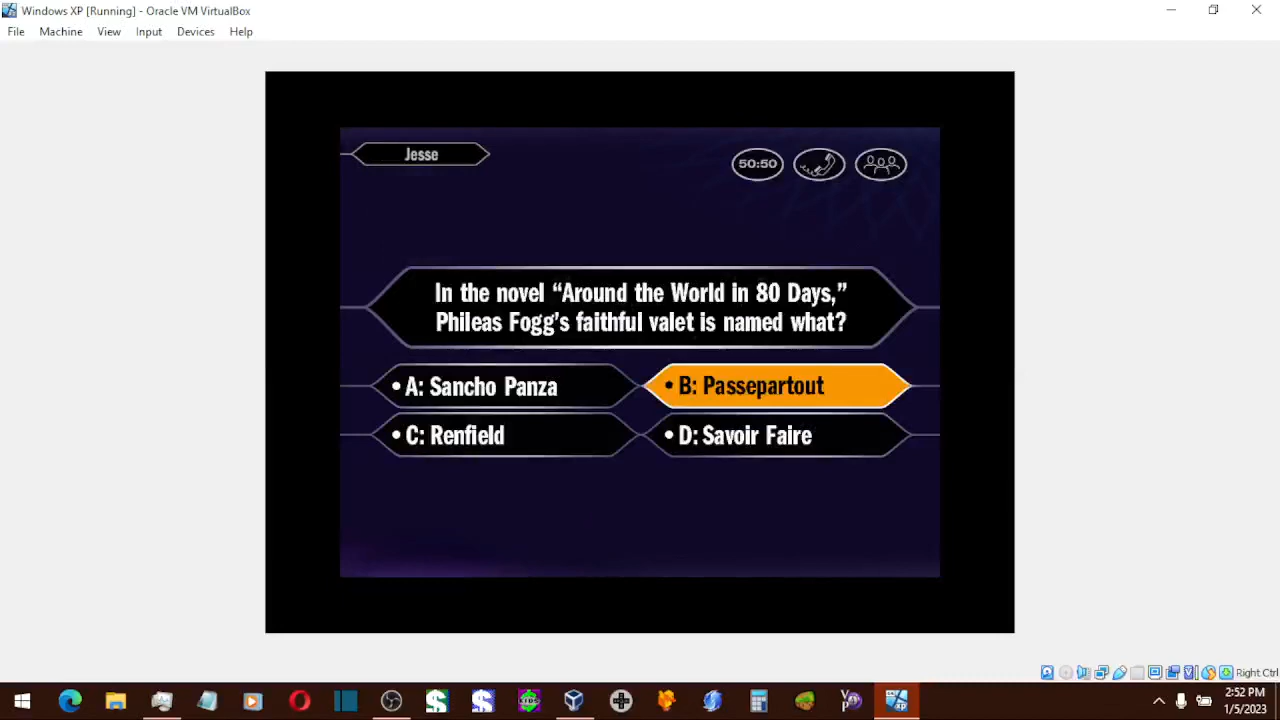 Windows XP [Running] - Oracle VM VirtualBox
File Machine View Input Devices Help
Jesse
50:50
In the novel “Around the World in 80 Days,”
Phileas Fogg’s faithful valet is named what?
• A: Sancho Panza
• B: Passepartout
• C: Renfield
• D: Savoir Faire
Right Ctrl
2:52 PM
1/5/2023